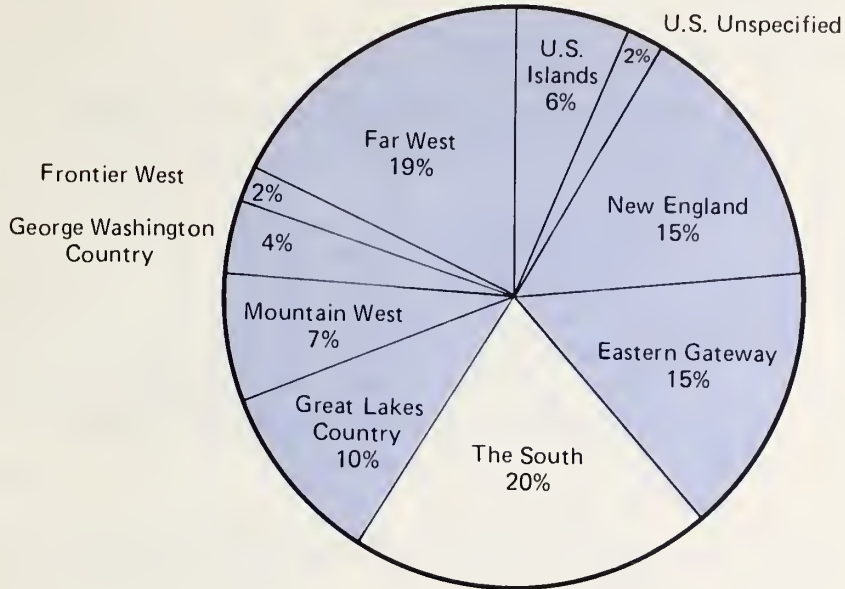 U.S. Unspecified
U.S.
Islands
6%
2%
Far West
19%
New England
15%
Frontier West
2%
George Washington
Country
4%
Mountain West
7%
Eastern Gateway
15%
Great Lakes
Country
10%
The South
20%